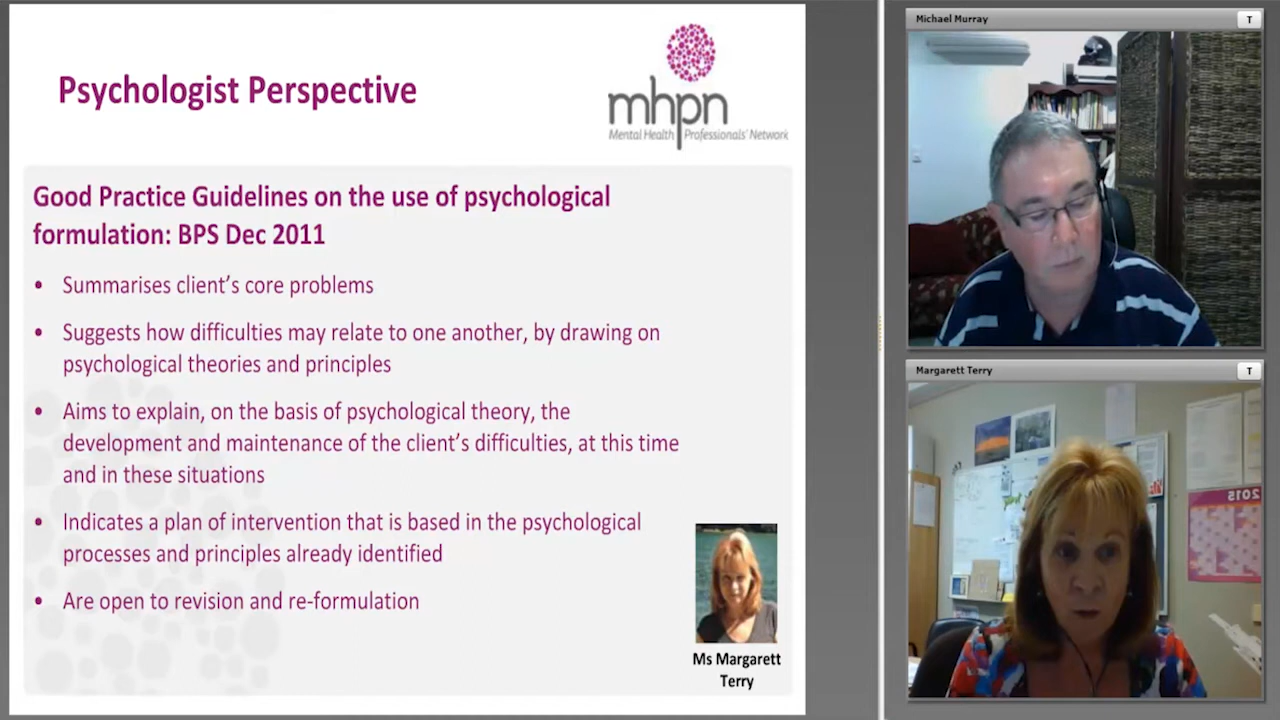 Psychologist Perspective
mhpn
Mental Health Professionals' Network
Good Practice Guidelines on the use of psychological
formulation: BPS Dec 2011
• Summarises client's core problems
• Suggests how difficulties may relate to one another, by drawing on
psychological theories and principles
• Aims to explain, on the basis of psychological theory, the
development and maintenance of the client's difficulties, at this time
and in these situations
• Indicates a plan of intervention that is based in the psychological
processes and principles already identified
• Are open to revision and re-formulation
Ms Margarett
Terry
Michael Murray
T
Margarett Terry
T
2015